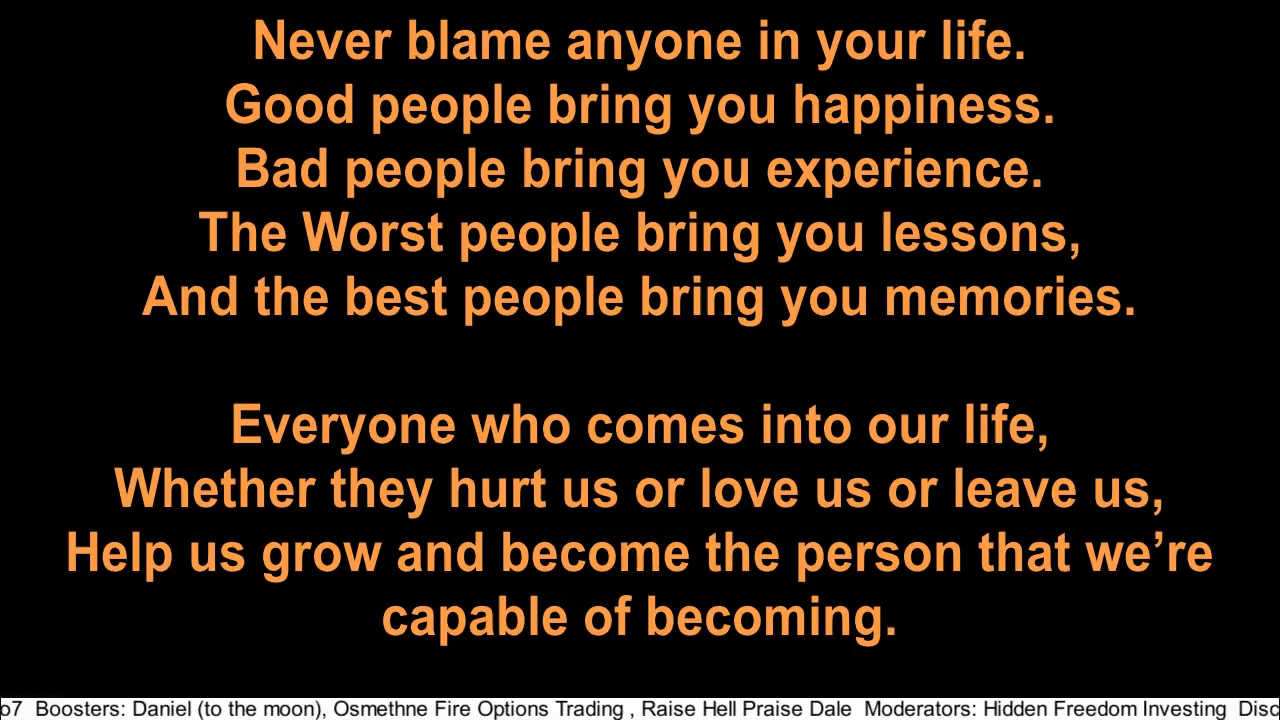 Never blame anyone in your life.
Good people bring you happiness.
Bad people bring you experience.
The Worst people bring you lessons,
And the best people bring you memories.
Everyone who comes into our life,
Whether they hurt us or love us or leave us,
Help us grow and become the person that we’re
capable of becoming.
o7  Boosters: Daniel (to the moon), Osmethne Fire Options Trading , Raise Hell Praise Dale  Moderators: Hidden Freedom Investing  Disc